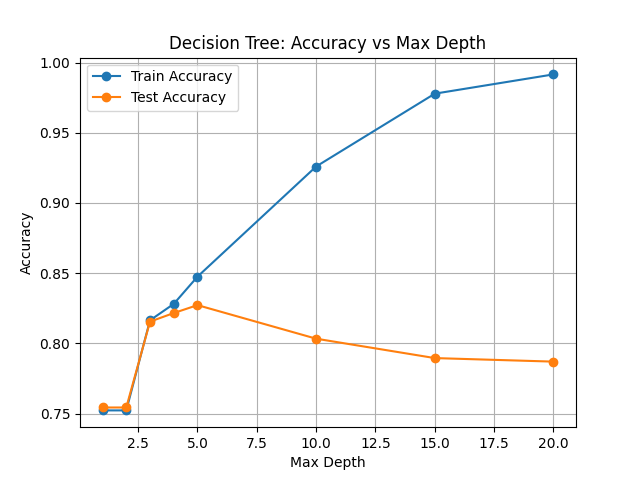 Decision Tree: Accuracy vs Max Depth
Train Accuracy
Test Accuracy
1.00
0.95
0.90
0.85
0.80
0.75
Accuracy
2.5 5.0 7.5 10.0 12.5 15.0 17.5 20.0
Max Depth